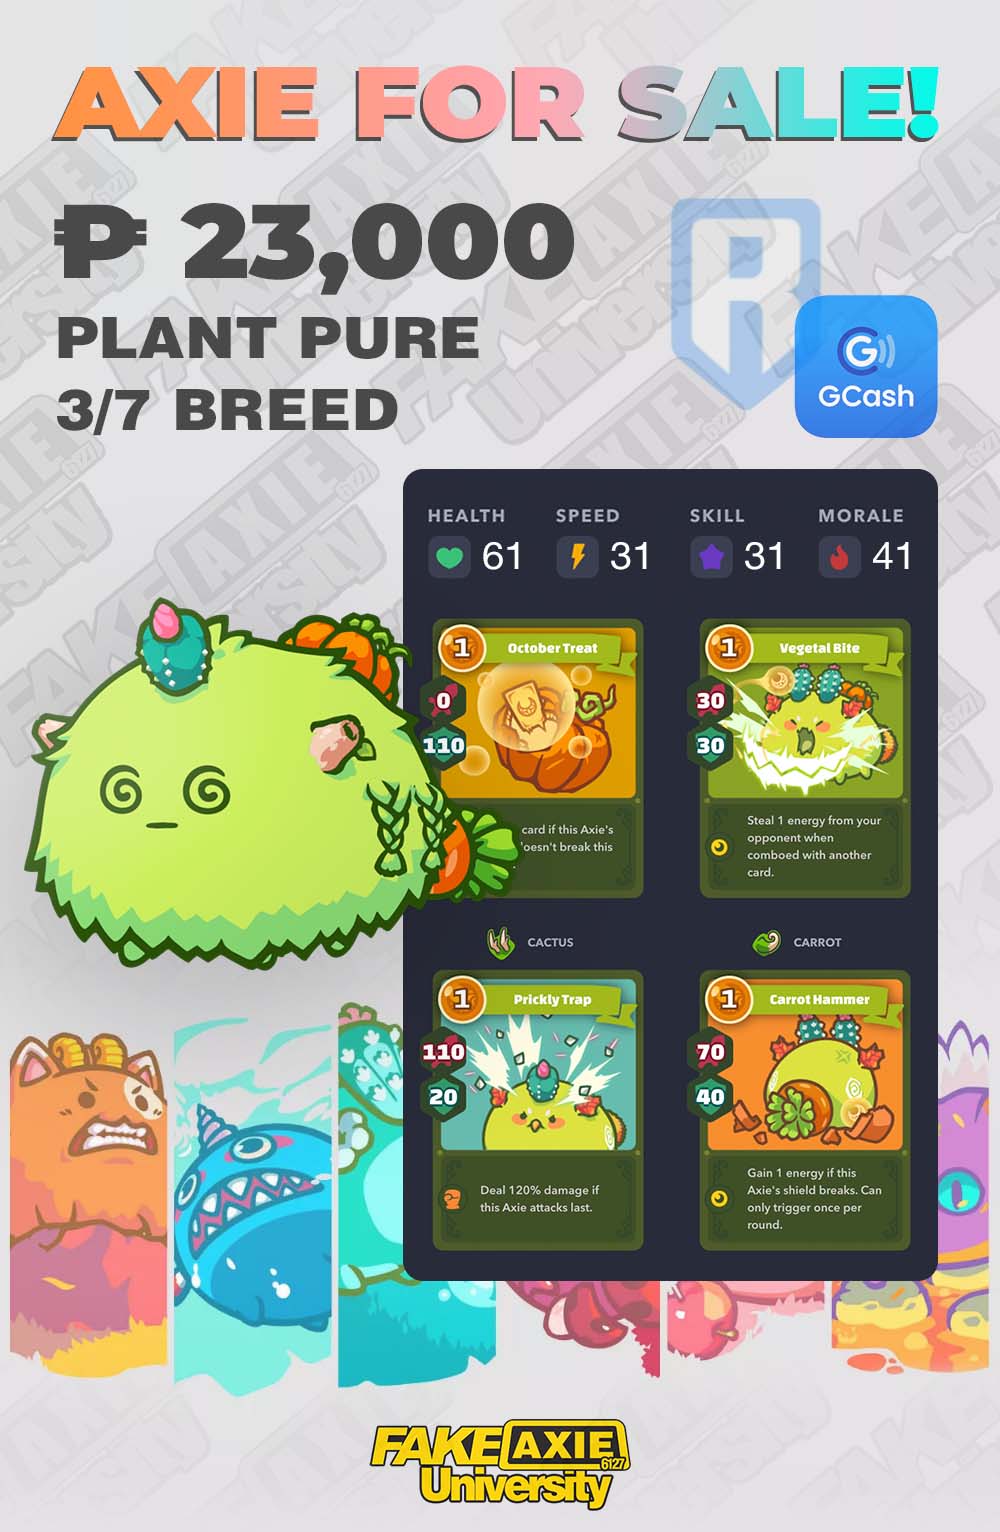 AXIE FOR SALE!
₱ 23,000
PLANT PURE
3/7 BREED
GCash
HEALTH SPEED SKILL MORALE
61 31 31 41
1 October Treat
0
110
card if this Axie's
doesn't break this
1 Vegetal Bite
30
30
Steal 1 energy from your
opponent when
comboed with another
card.
CACTUS
CARROT
1 Prickly Trap
110
20
Deal 120% damage if
this Axie attacks last.
1 Carrot Hammer
70
40
Gain 1 energy if this
Axie's shield breaks. Can
only trigger once per
round.
FAKE AXIE
6127
University